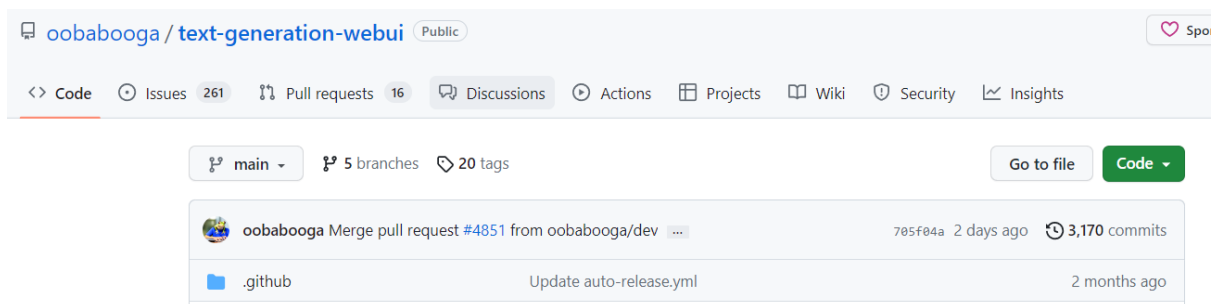 oobabooga / text-generation-webui Public Spo
Code Issues 261 Pull requests 16 Discussions Actions Projects Wiki Security Insights
main 5 branches 20 tags Go to file Code
oobabooga Merge pull request #4851 from oobabooga/dev ... 705f04a 2 days ago 3,170 commits
.github Update auto-release.yml 2 months ago